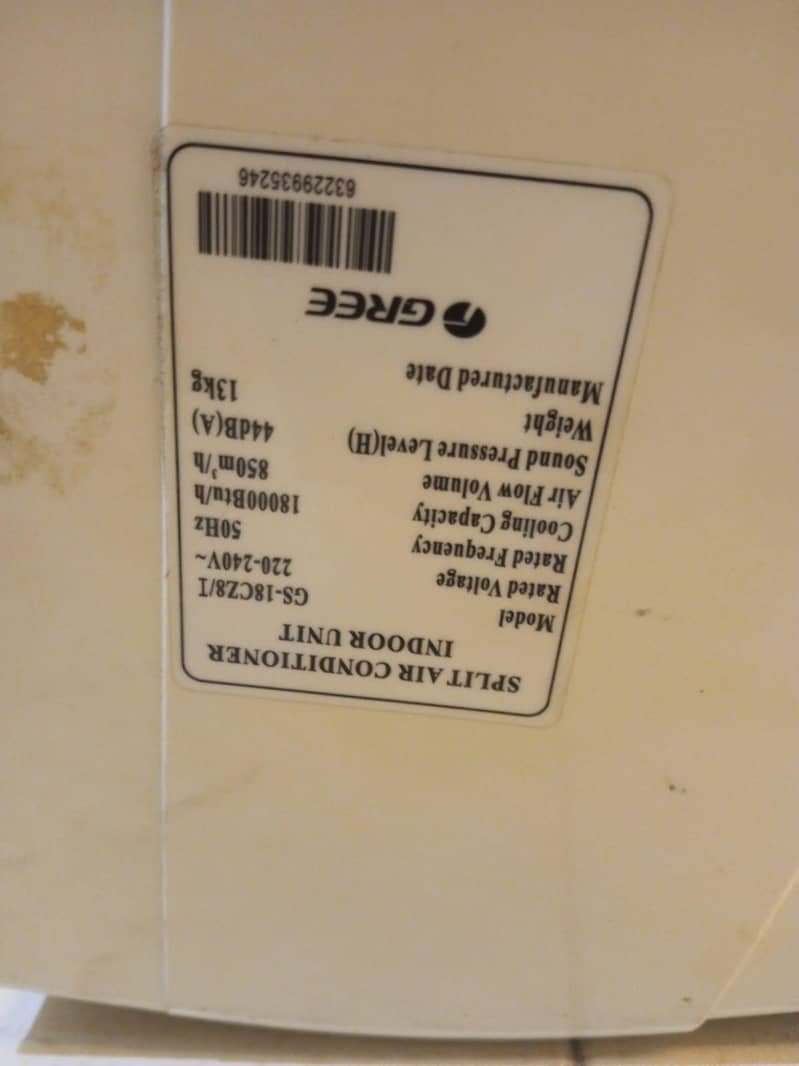 SPLIT AIR CONDITIONER
INDOOR UNIT
Model GS-18CZ8/I
Rated Voltage 220-240V~
Rated Frequency 50Hz
Cooling Capacity 18000Btu/h
Air Flow Volume 850m³/h
Sound Pressure Level(H) 44dB(A)
Weight 13kg
Manufactured Date
GREE
63229935246